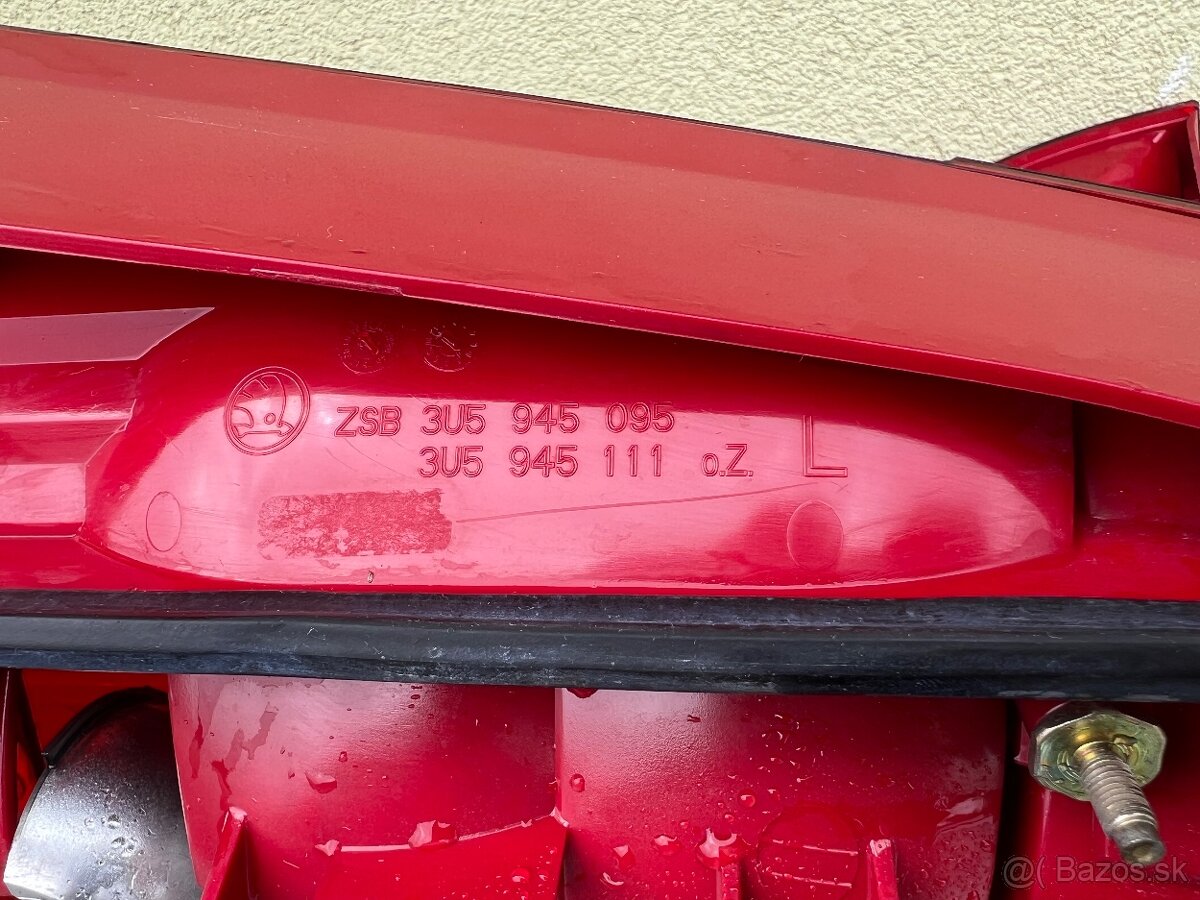 ZSB 3U5 945 095
3U5 945 111 o.Z. L
@( Bazos.sk